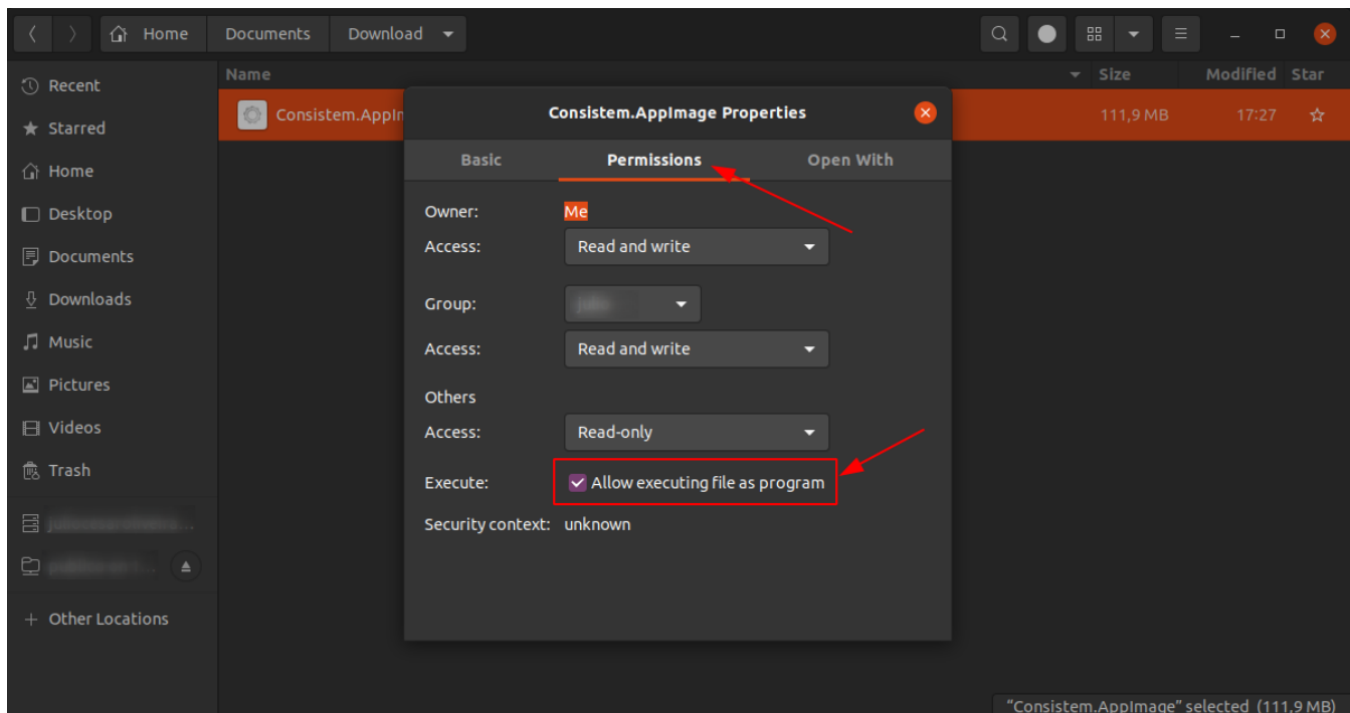 Home Documents Download
Name Size Modified Star
Recent
Starred
Home
Desktop
Documents
Downloads
Music
Pictures
Videos
Trash
Other Locations
Consistem.AppIm 111,9 MB 17:27
Consistem.AppImage Properties
Basic Permissions Open With
Owner: Me
Access: Read and write
Group:
Access: Read and write
Others
Access: Read-only
Execute: Allow executing file as program
Security context: unknown
"Consistem.AppImage" selected (111,9 MB)